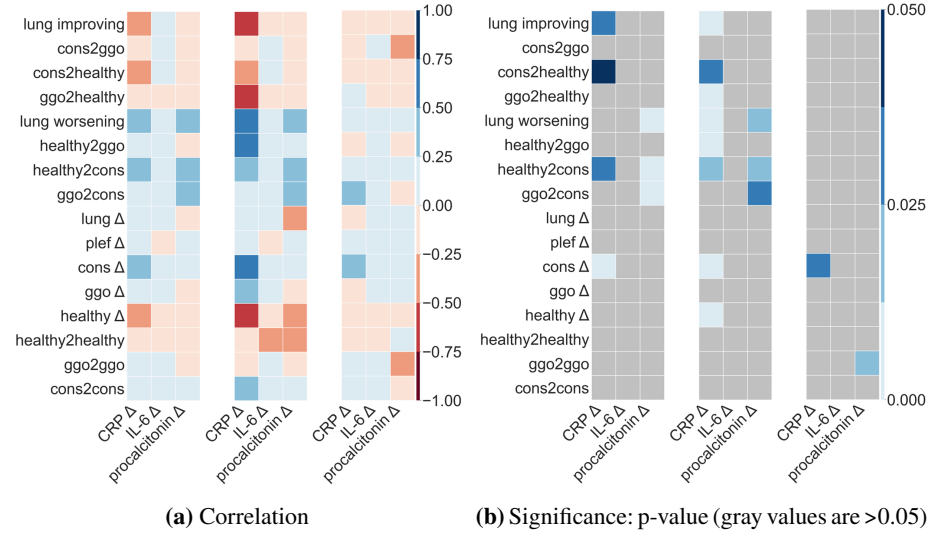 lung improving
cons2ggo
cons2healthy
ggo2healthy
lung worsening
healthy2ggo
healthy2cons
ggo2cons
lung Δ
plef Δ
cons Δ
ggo Δ
healthy Δ
healthy2healthy
ggo2ggo
cons2cons
CRP Δ
IL-6 Δ
procalcitonin Δ
CRP Δ
IL-6 Δ
procalcitonin Δ
CRP Δ
IL-6 Δ
procalcitonin Δ
1.00
0.75
0.50
0.25
0.00
−0.25
−0.50
−0.75
−1.00
(a) Correlation
lung improving
cons2ggo
cons2healthy
ggo2healthy
lung worsening
healthy2ggo
healthy2cons
ggo2cons
lung Δ
plef Δ
cons Δ
ggo Δ
healthy Δ
healthy2healthy
ggo2ggo
cons2cons
CRP Δ
IL-6 Δ
procalcitonin Δ
CRP Δ
IL-6 Δ
procalcitonin Δ
CRP Δ
IL-6 Δ
procalcitonin Δ
0.050
0.025
0.000
(b) Significance: p-value (gray values are >0.05)